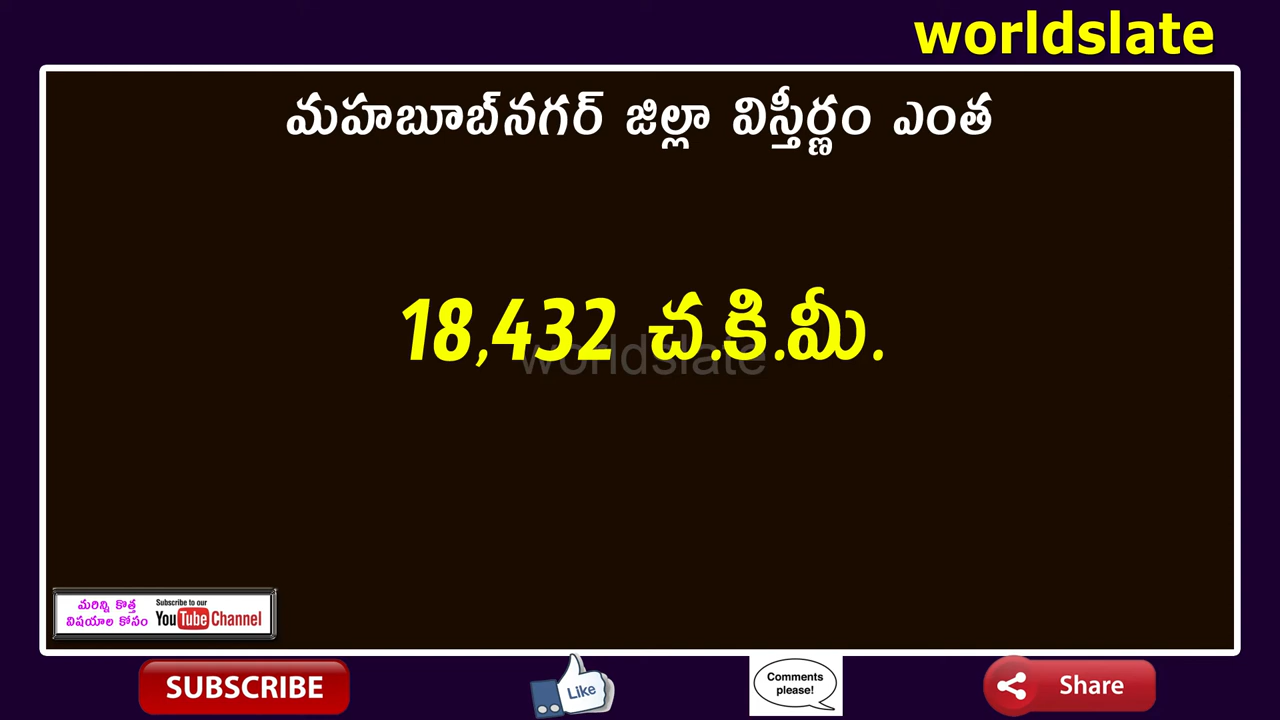 worldslate
మహబూబ్‌నగర్ జిల్లా విస్తీర్ణం ఎంత
18,432 చ.కి.మీ.
worldslate
మరిన్ని కొత్త
విషయాల కోసం
Subscribe to our
YouTube Channel
SUBSCRIBE
Like
Comments
please!
Share